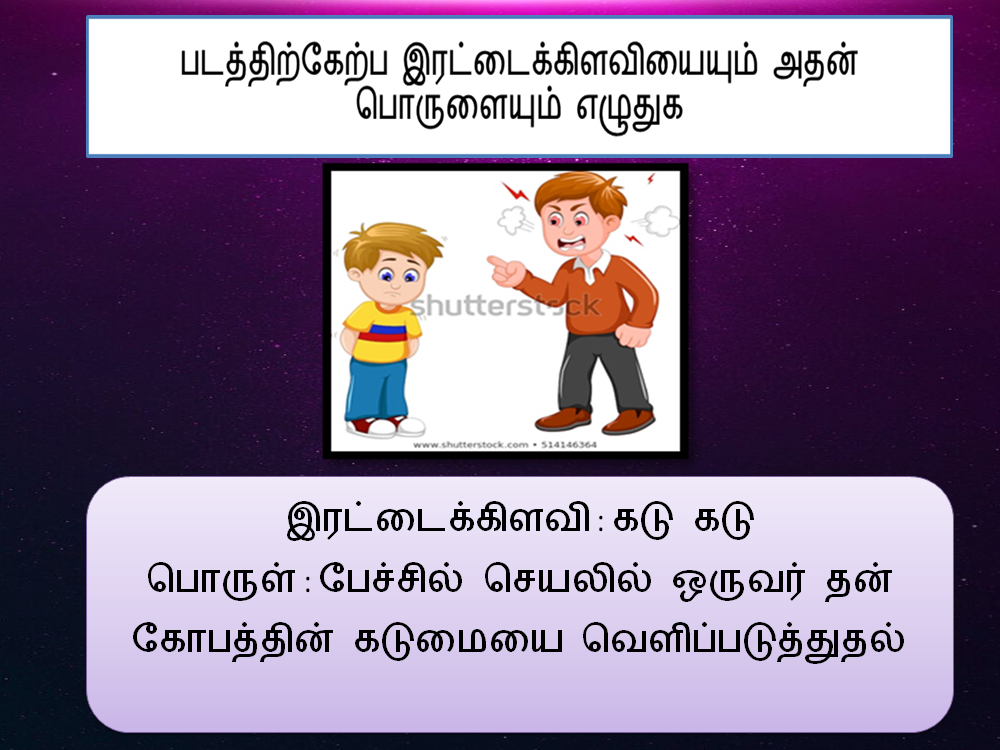 படத்திற்கேற்ப இரட்டைக்கிளவியையும் அதன்
பொருளையும் எழுதுக
shutterstock
www.shutterstock.com • 514146364
இரட்டைக்கிளவி : கடு கடு
பொருள் : பேச்சில் செயலில் ஒருவர் தன்
கோபத்தின் கடுமையை வெளிப்படுத்துதல்